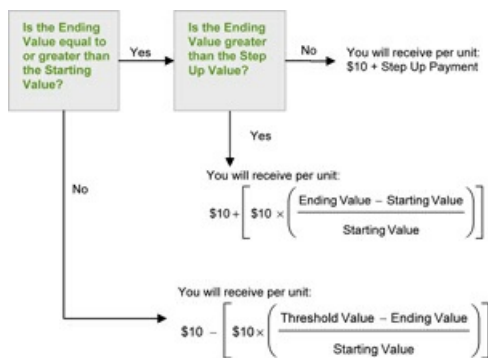 Is the Ending
Value equal to
or greater than
the Starting
Value?
Yes
Is the Ending
Value greater
than the Step
Up Value?
No
You will receive per unit:
$10 + Step Up Payment
Yes
No
You will receive per unit:
$10+[$10 ×(Ending Value − Starting Value
Starting Value)]
You will receive per unit:
$10 − [$10×(Threshold Value − Ending Value
Starting Value)]